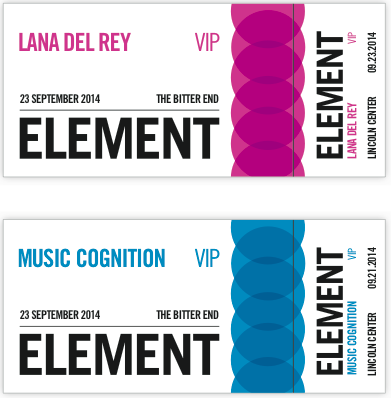 LANA DEL REY VIP
23 SEPTEMBER 2014 THE BITTER END
ELEMENT
ELEMENT
LANA DEL REY VIP
LINCOLN CENTER 09.23.2014
MUSIC COGNITION VIP
23 SEPTEMBER 2014 THE BITTER END
ELEMENT
ELEMENT
MUSIC COGNITION VIP
LINCOLN CENTER 09.21.2014